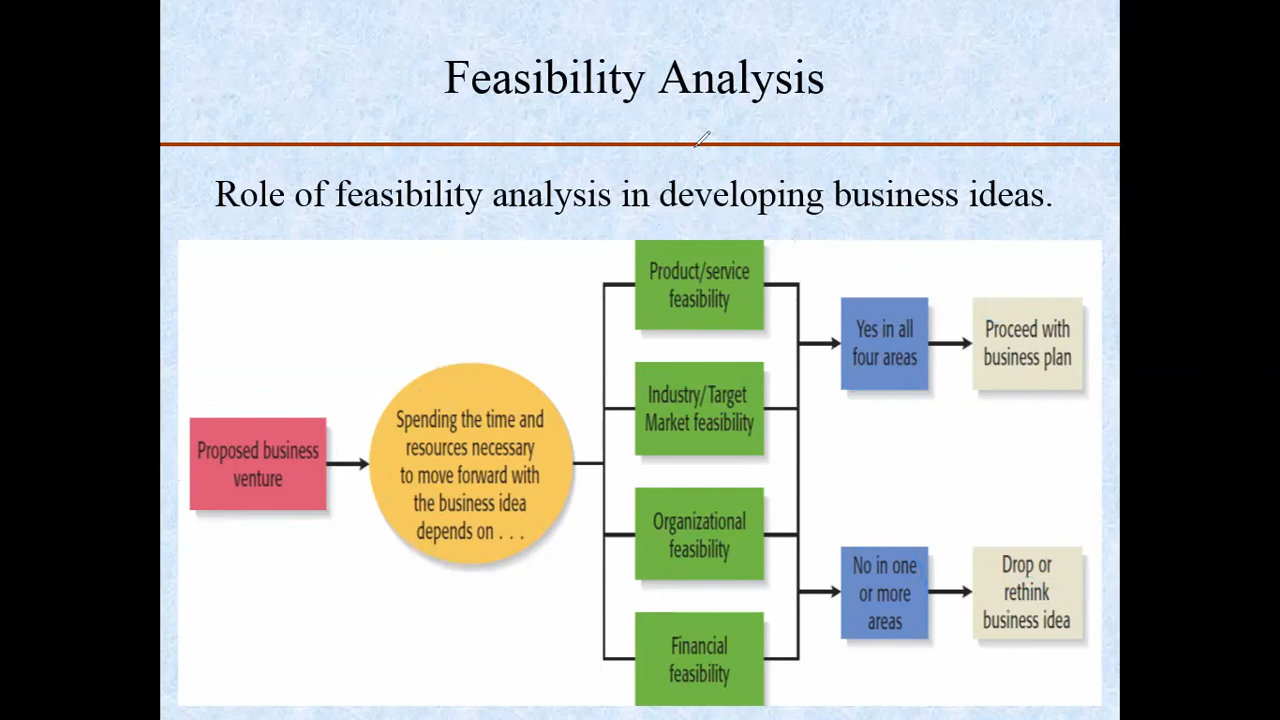 Feasibility Analysis
Role of feasibility analysis in developing business ideas.
Proposed business
venture
Spending the time and
resources necessary
to move forward with
the business idea
depends on . . .
Product/service
feasibility
Industry/Target
Market feasibility
Organizational
feasibility
Financial
feasibility
Yes in all
four areas
Proceed with
business plan
No in one
or more
areas
Drop or
rethink
business idea